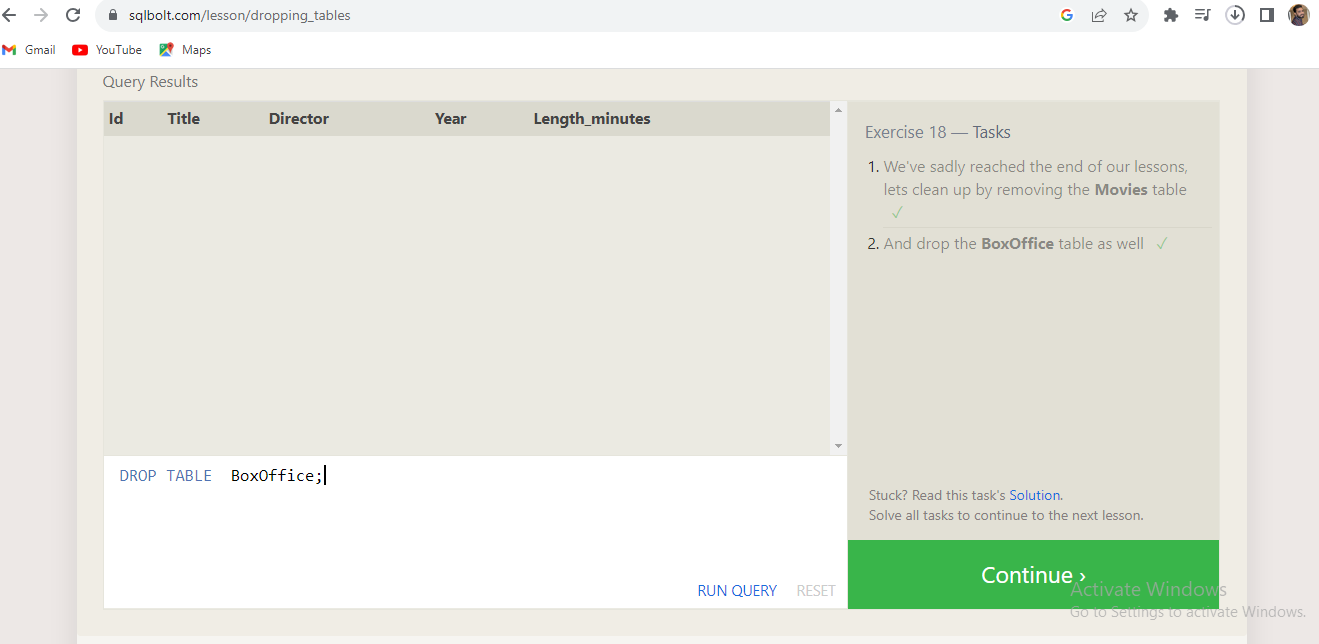 sqlbolt.com/lesson/dropping_tables
Gmail YouTube Maps
Query Results
Id Title Director Year Length_minutes
Exercise 18 — Tasks
1. We've sadly reached the end of our lessons,
lets clean up by removing the Movies table
✓
2. And drop the BoxOffice table as well ✓
DROP TABLE  BoxOffice;
Stuck? Read this task's Solution.
Solve all tasks to continue to the next lesson.
RUN QUERY RESET
Continue ›
Activate Windows
Go to Settings to activate Windows.